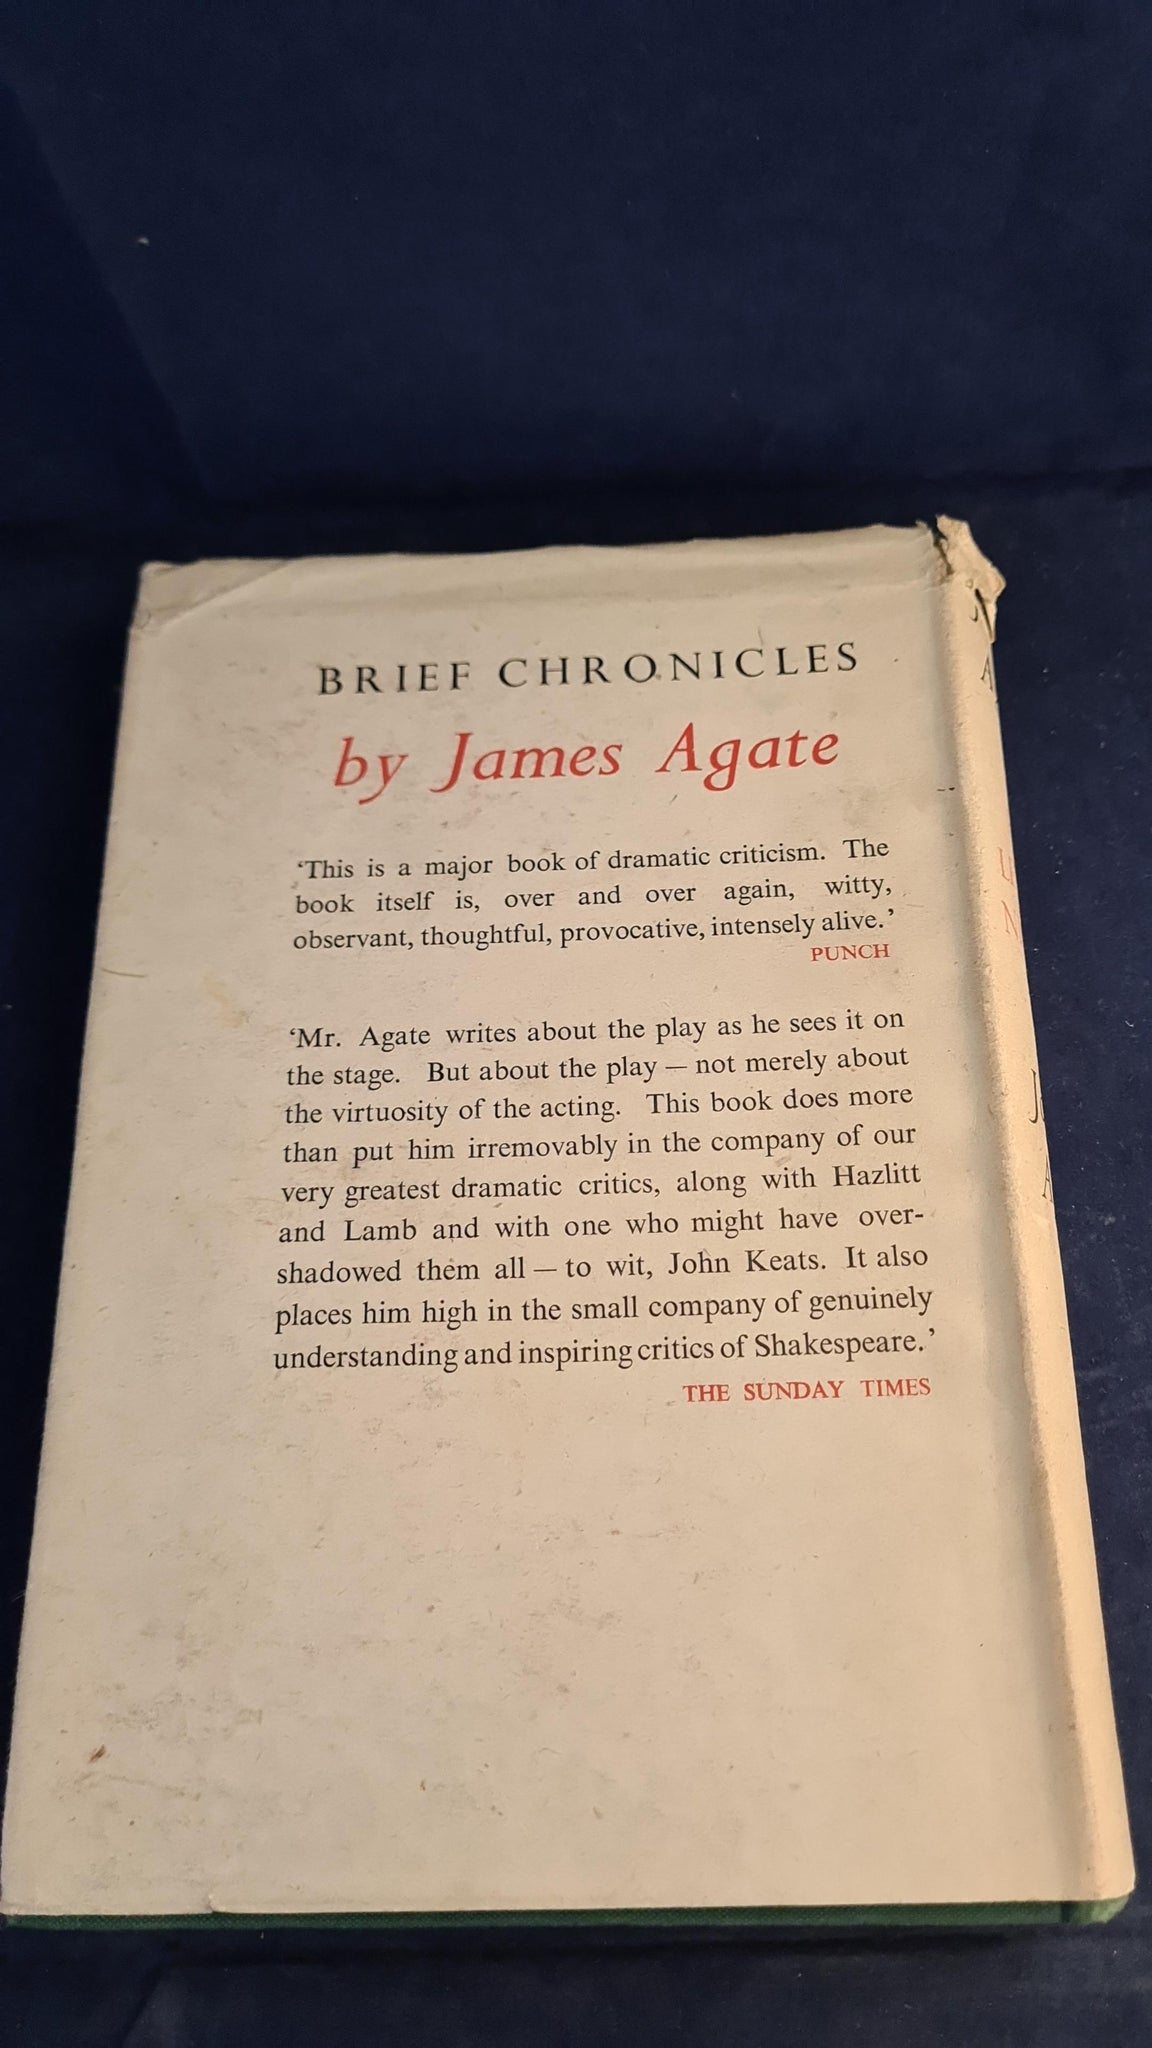 BRIEF CHRONICLES
by James Agate
‘This is a major book of dramatic criticism. The
book itself is, over and over again, witty,
observant, thoughtful, provocative, intensely alive.’
PUNCH
‘Mr. Agate writes about the play as he sees it on
the stage. But about the play — not merely about
the virtuosity of the acting. This book does more
than put him irremovably in the company of our
very greatest dramatic critics, along with Hazlitt
and Lamb and with one who might have over-
shadowed them all — to wit, John Keats. It also
places him high in the small company of genuinely
understanding and inspiring critics of Shakespeare.’
THE SUNDAY TIMES